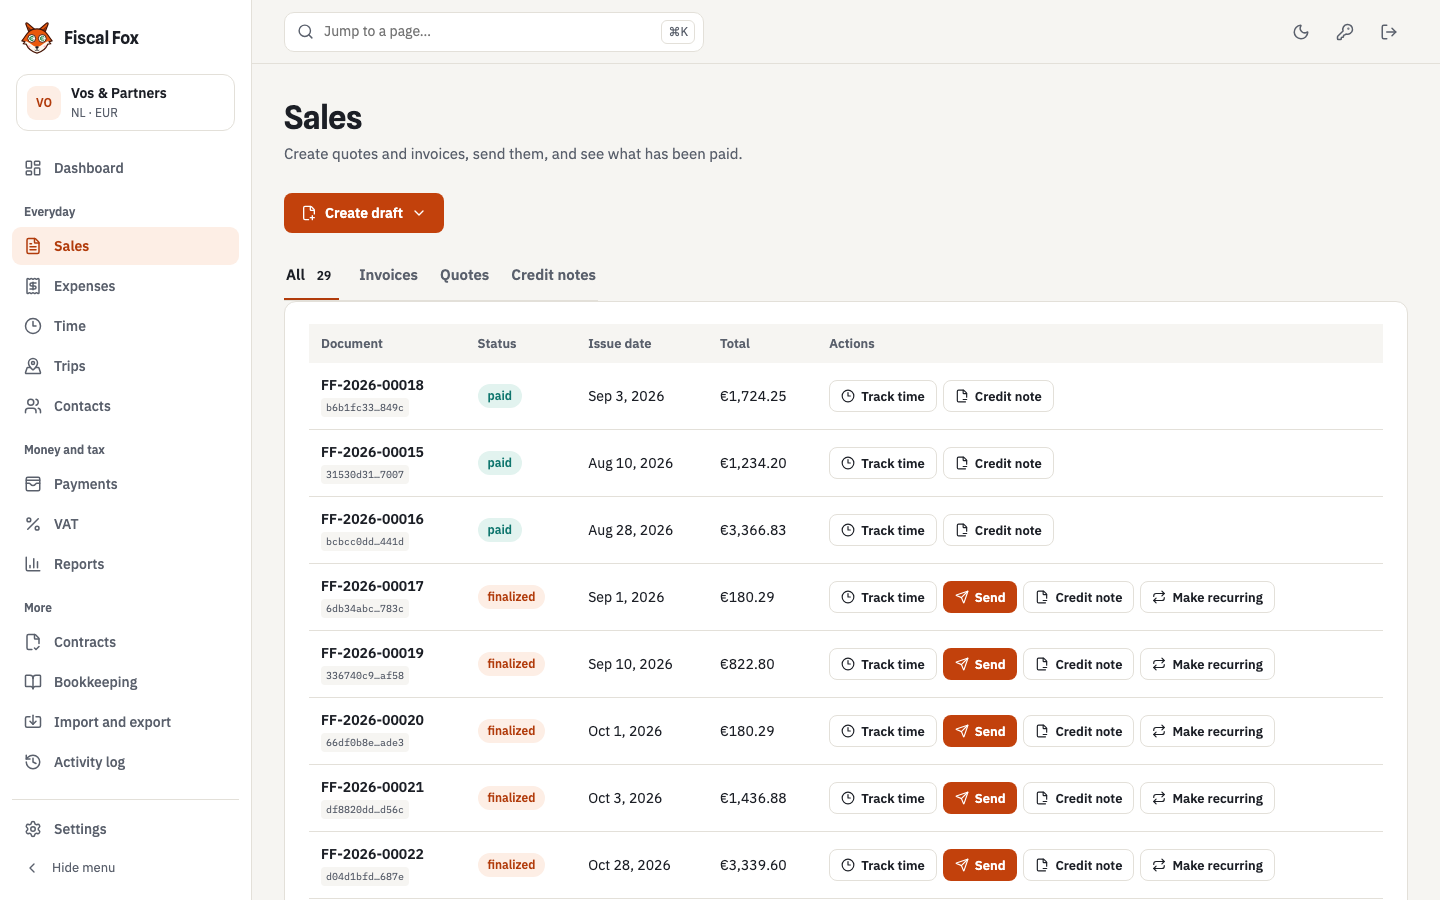 Fiscal Fox
Jump to a page...
⌘K
VO
Vos & Partners
NL · EUR
Dashboard
Everyday
Sales
Expenses
Time
Trips
Contacts
Money and tax
Payments
VAT
Reports
More
Contracts
Bookkeeping
Import and export
Activity log
Settings
Hide menu
Sales
Create quotes and invoices, send them, and see what has been paid.
Create draft
All 29 Invoices Quotes Credit notes
Document Status Issue date Total Actions
FF-2026-00018
b6b1fc33…849c
paid Sep 3, 2026 €1,724.25 Track time Credit note
FF-2026-00015
31530d31…7007
paid Aug 10, 2026 €1,234.20 Track time Credit note
FF-2026-00016
bcbcc0dd…441d
paid Aug 28, 2026 €3,366.83 Track time Credit note
FF-2026-00017
6db34abc…783c
finalized Sep 1, 2026 €180.29 Track time Send Credit note Make recurring
FF-2026-00019
336740c9…af58
finalized Sep 10, 2026 €822.80 Track time Send Credit note Make recurring
FF-2026-00020
66df0b8e…ade3
finalized Oct 1, 2026 €180.29 Track time Send Credit note Make recurring
FF-2026-00021
df8820dd…d56c
finalized Oct 3, 2026 €1,436.88 Track time Send Credit note Make recurring
FF-2026-00022
d04d1bfd…687e
finalized Oct 28, 2026 €3,339.60 Track time Send Credit note Make recurring